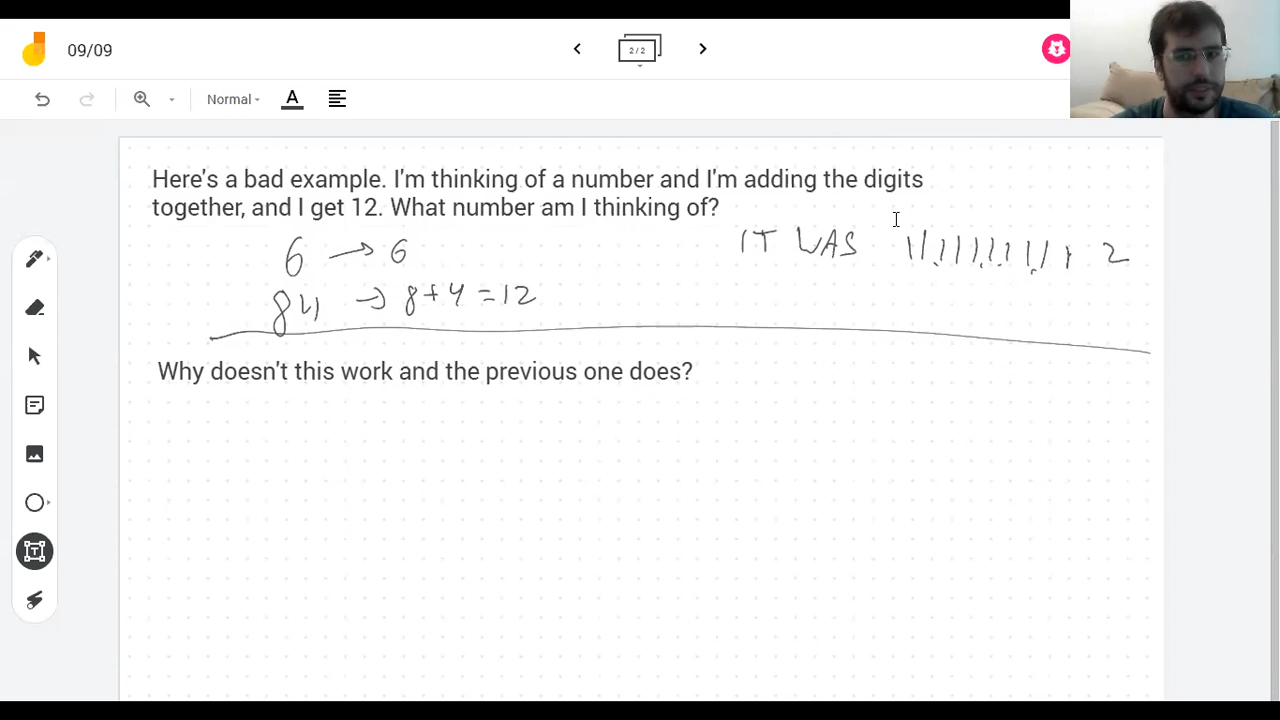 09/09
2 / 2
Normal
A
Here's a bad example. I'm thinking of a number and I'm adding the digits
together, and I get 12. What number am I thinking of?
6 → 6
IT WAS
2
84 → 8+4 = 12
Why doesn't this work and the previous one does?